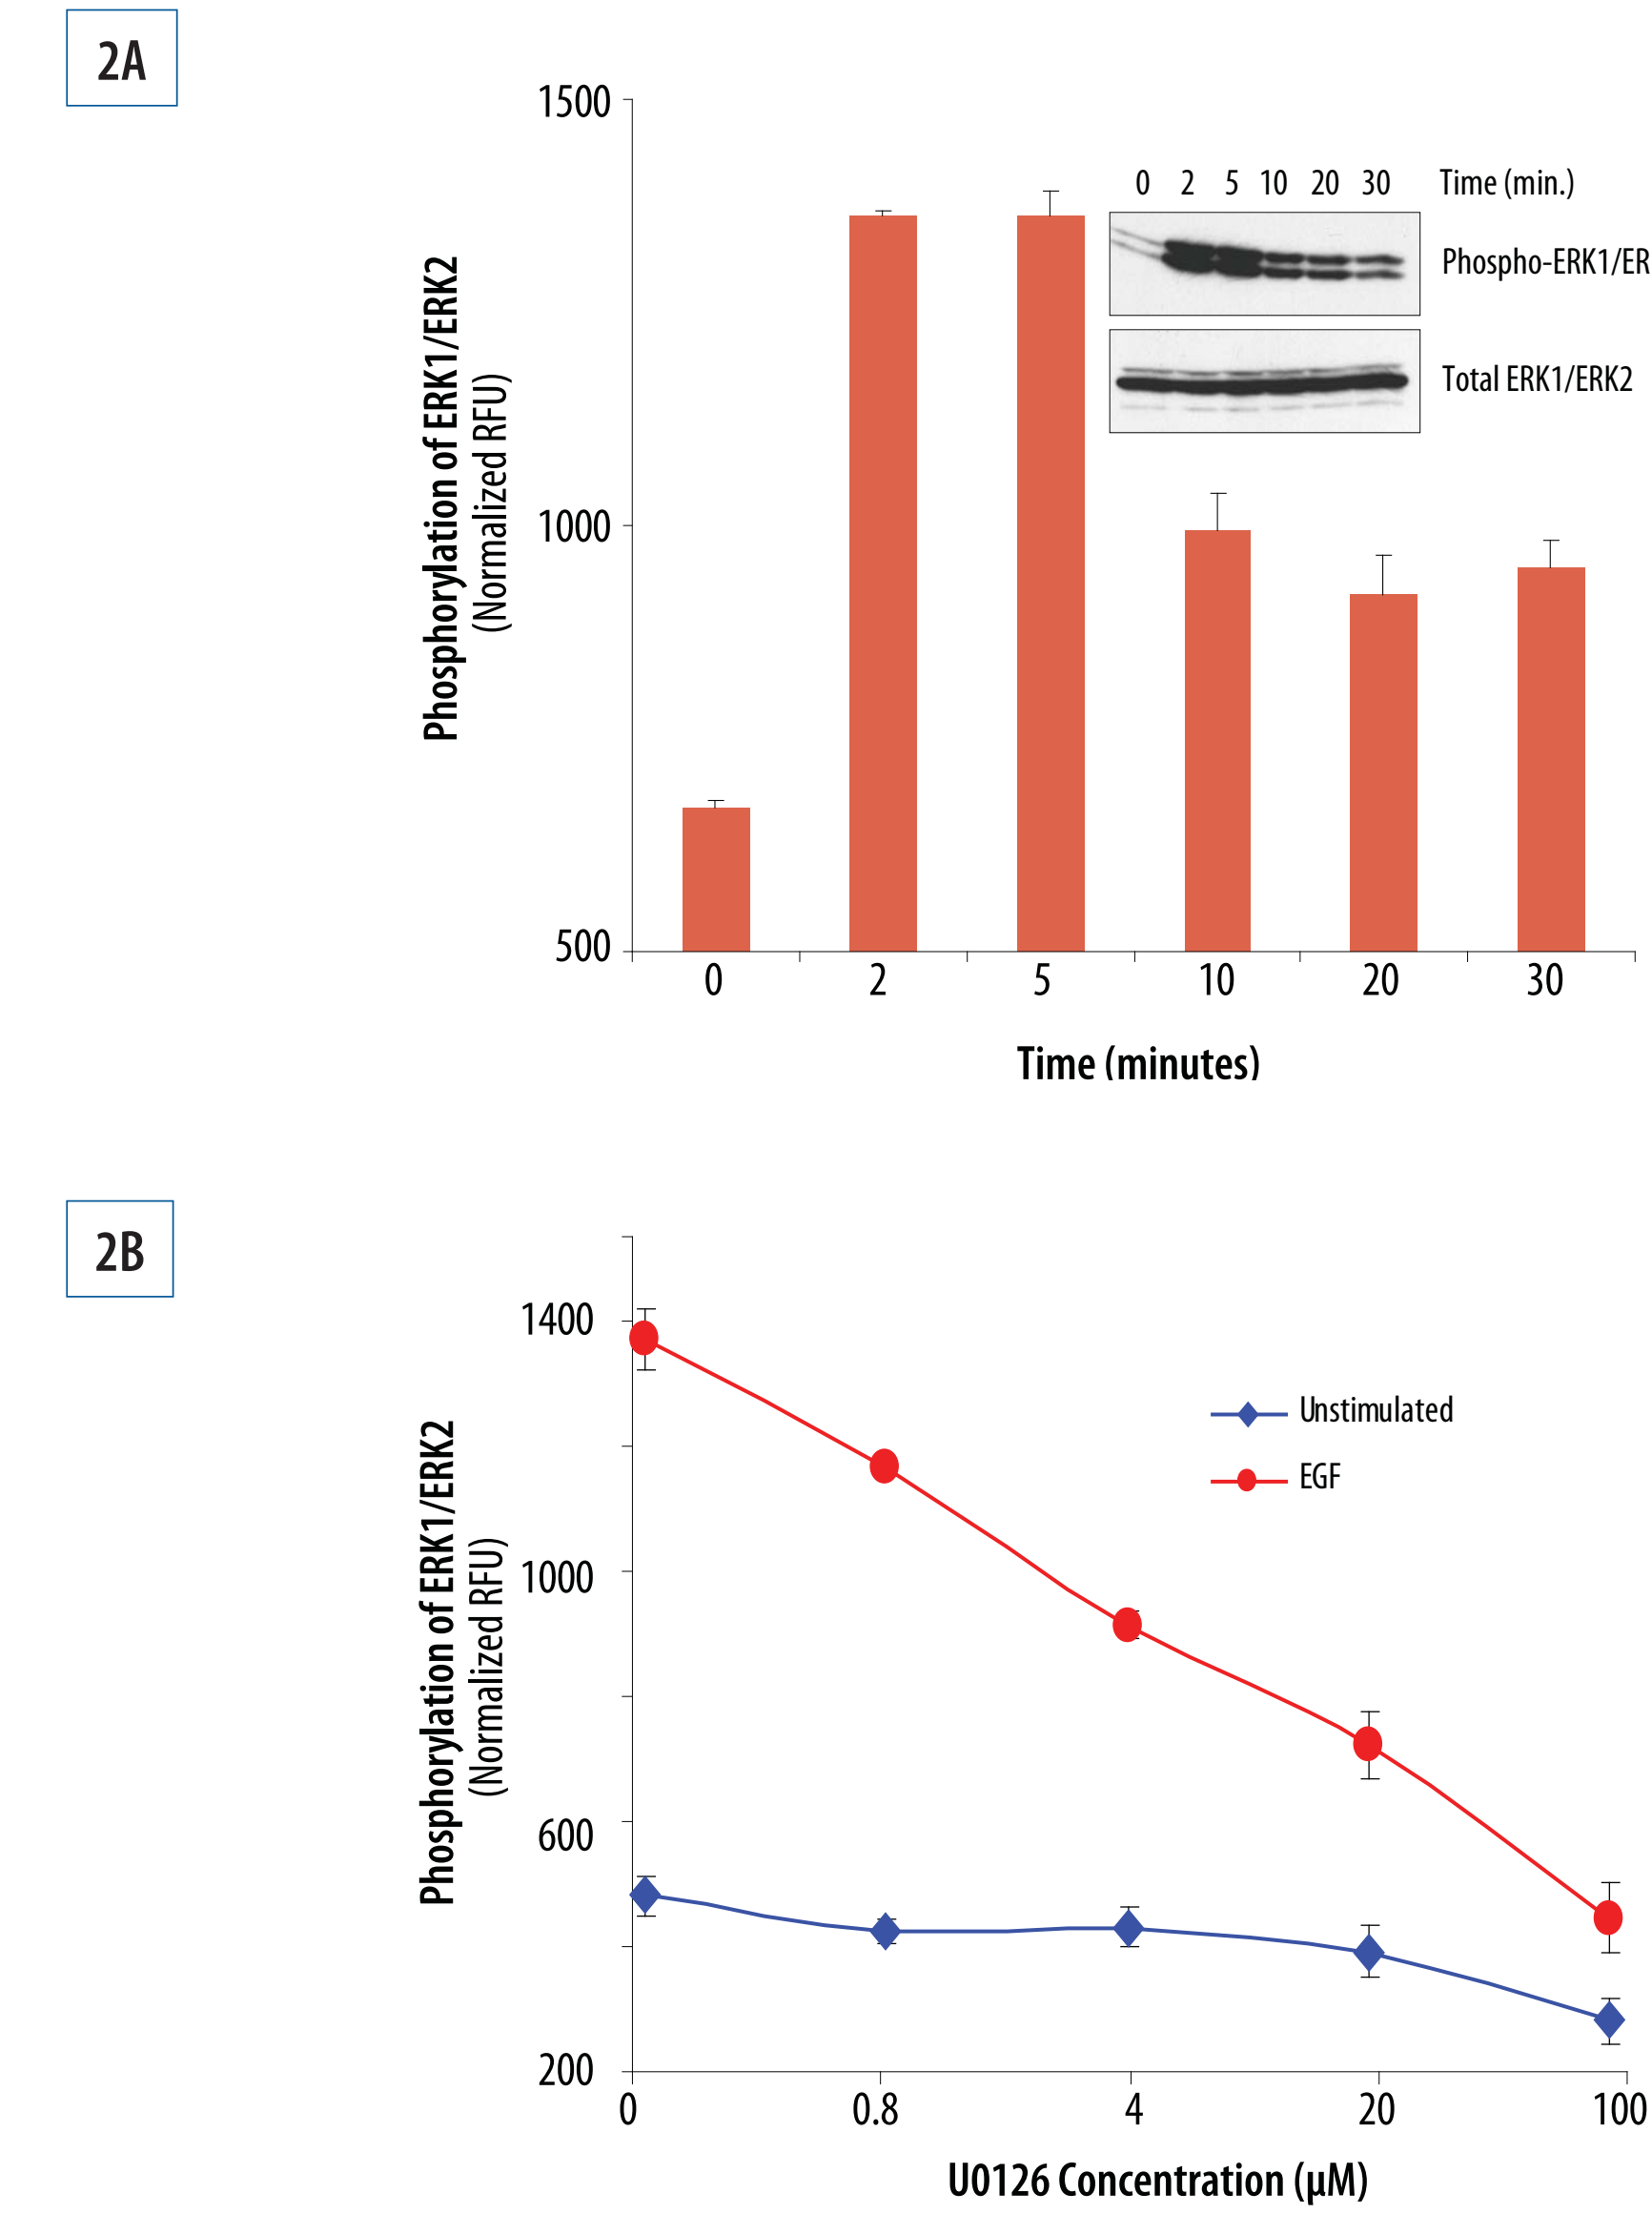 2A
1500
1000
500
Phosphorylation of ERK1/ERK2
(Normalized RFU)
0 2 5 10 20 30 Time (min.)
Phospho-ERK1/ER
Total ERK1/ERK2
0 2 5 10 20 30
Time (minutes)
2B
1400
1000
600
200
Phosphorylation of ERK1/ERK2
(Normalized RFU)
Unstimulated
EGF
0 0.8 4 20 100
U0126 Concentration (µM)